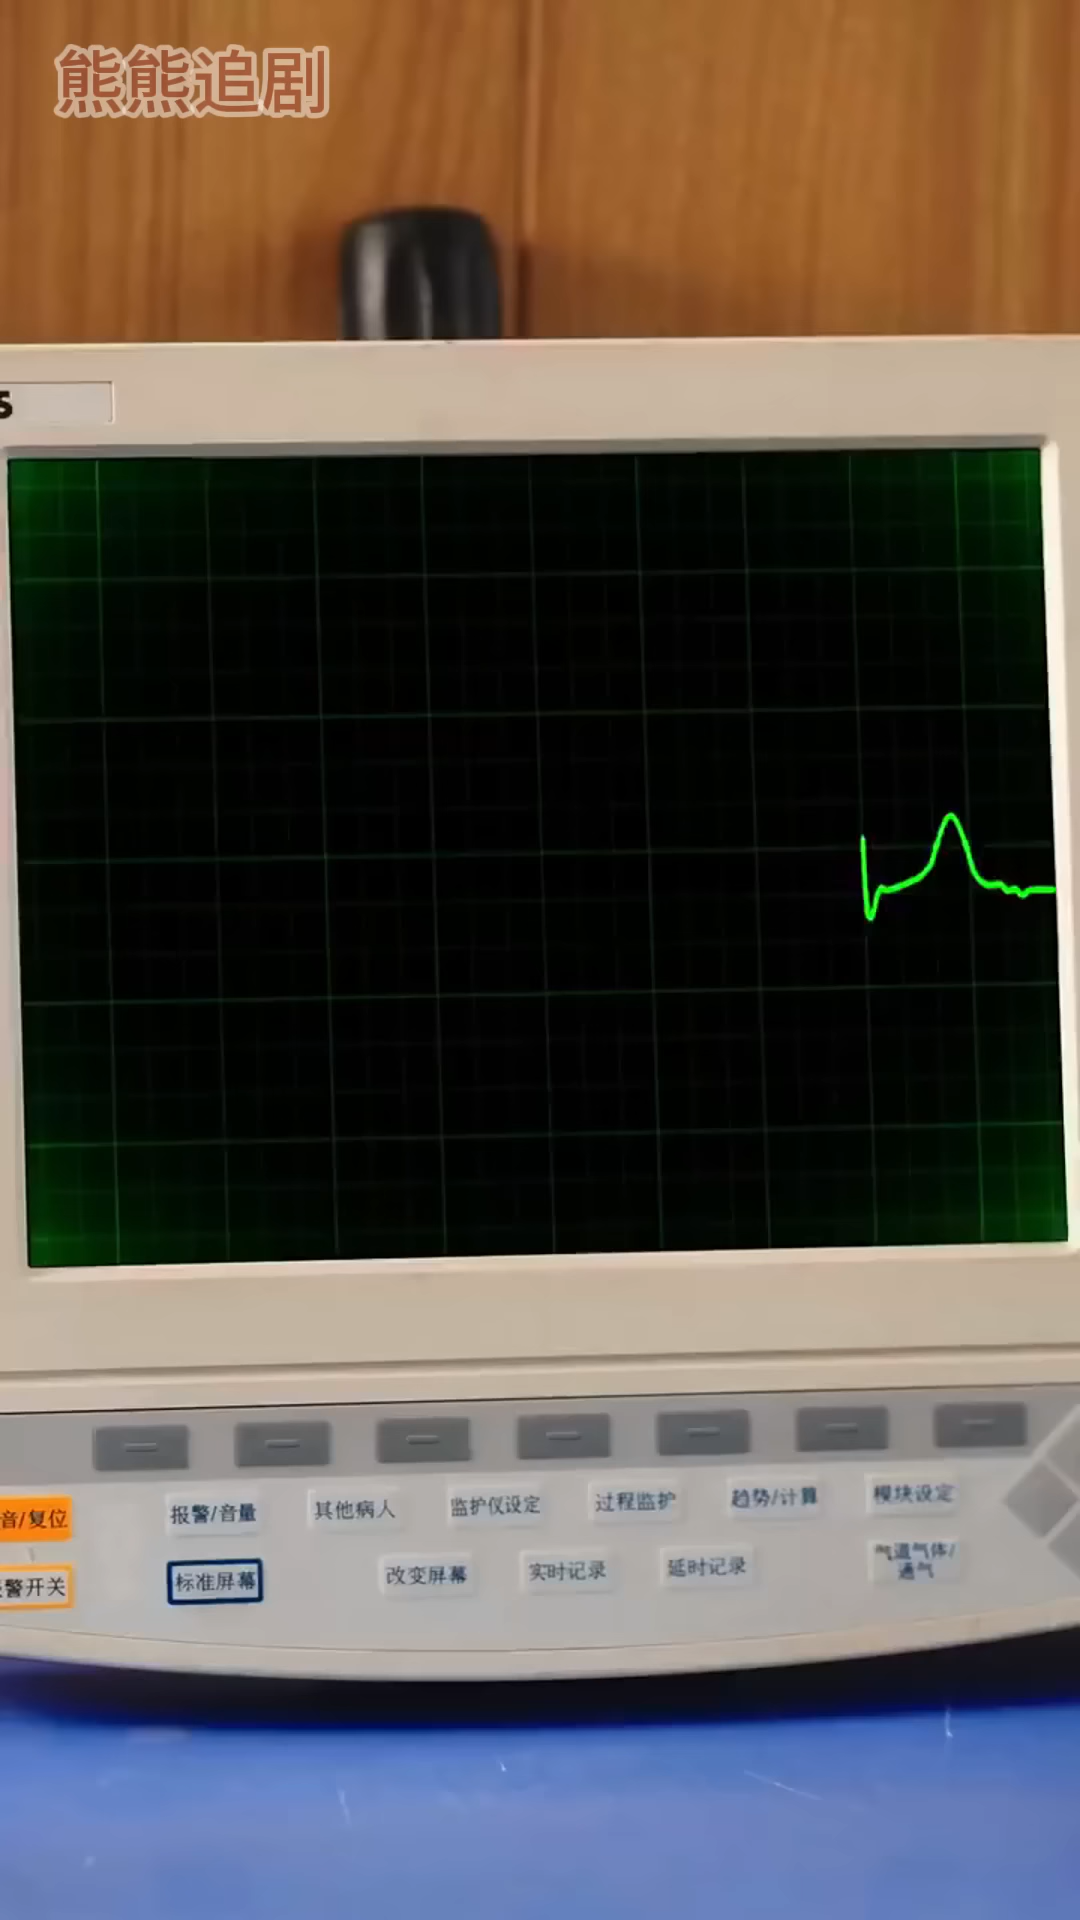 熊熊追剧
S
音/复位
报警/音量
其他病人
监护仪设定
过程监护
趋势/计算
模块设定
警开关
标准屏幕
改变屏幕
实时记录
延时记录
气道气体/
通气